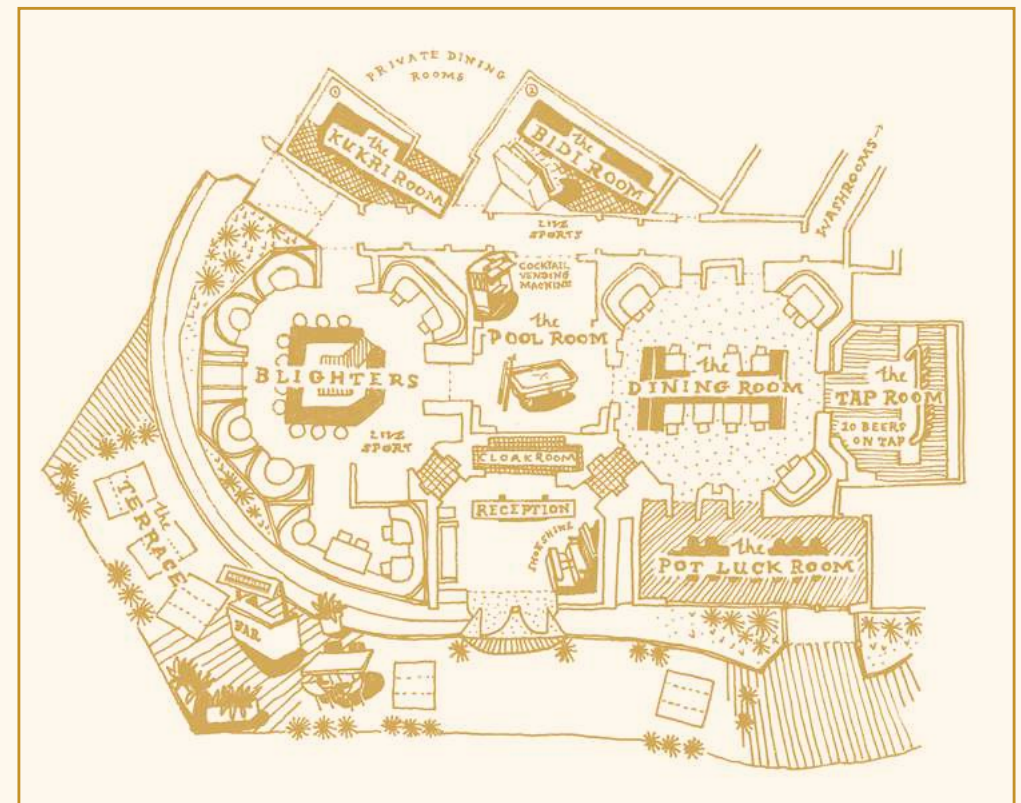 PRIVATE DINING
ROOMS
1
the
KUKRI ROOM
2
the
BIDI ROOM
WASHROOMS
LIVE
SPORTS
COCKTAIL
VENDING
MACHINE
the
POOL ROOM
BLIGHTERS
the
DINING ROOM
the
TAP ROOM
20 BEERS
ON TAP
LIVE
SPORT
CLOAKROOM
RECEPTION
SHOESHINE
the
POT LUCK ROOM
the
TERRACE
BAR